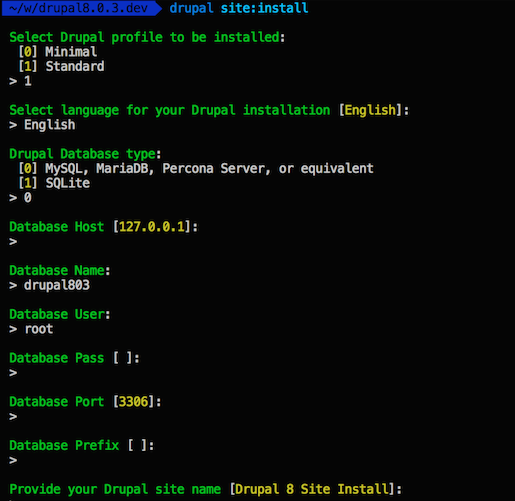 ~/w/drupal8.0.3.dev drupal site:install
Select Drupal profile to be installed:
[0] Minimal
[1] Standard
> 1
Select language for your Drupal installation [English]:
> English
Drupal Database type:
[0] MySQL, MariaDB, Percona Server, or equivalent
[1] SQLite
> 0
Database Host [127.0.0.1]:
>
Database Name:
> drupal803
Database User:
> root
Database Pass [ ]:
>
Database Port [3306]:
>
Database Prefix [ ]:
>
Provide your Drupal site name [Drupal 8 Site Install]: